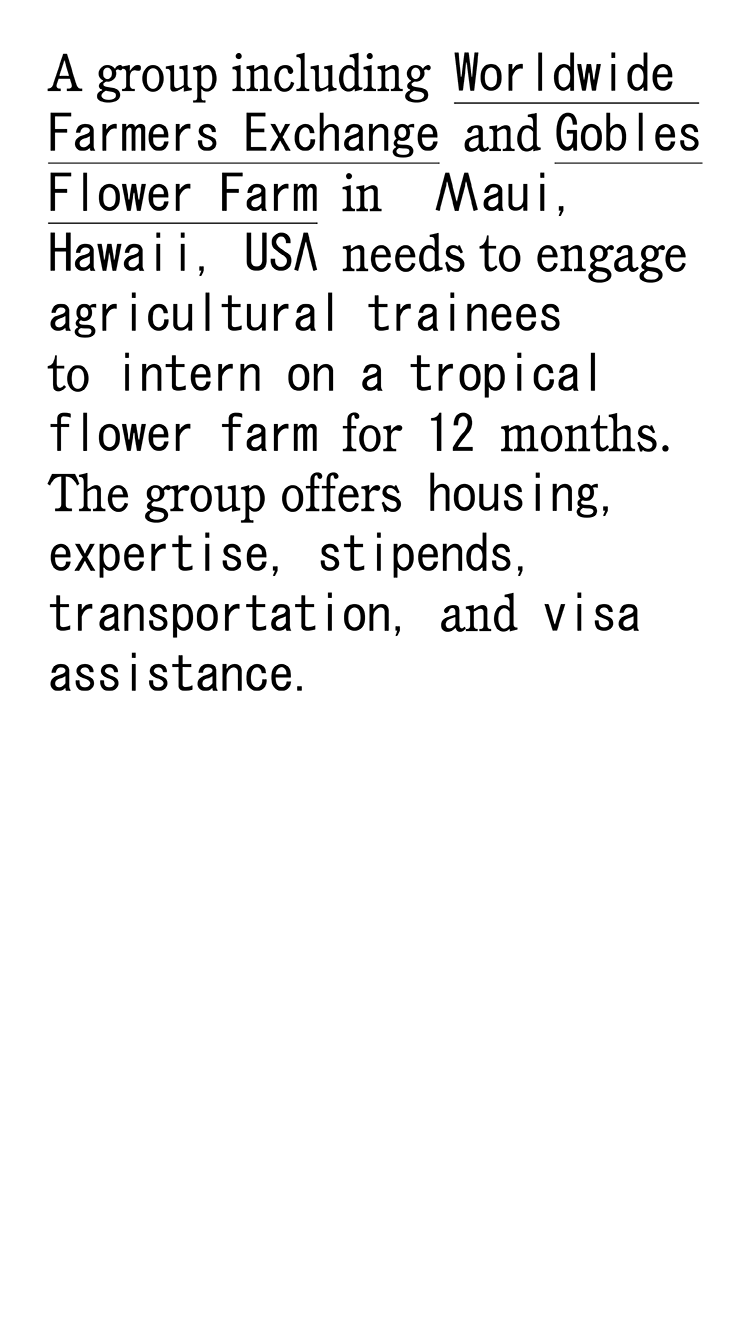 A group including Worldwide
Farmers Exchange and Gobles
Flower Farm in Maui,
Hawaii, USA needs to engage
agricultural trainees
to intern on a tropical
flower farm for 12 months.
The group offers housing,
expertise, stipends,
transportation, and visa
assistance.